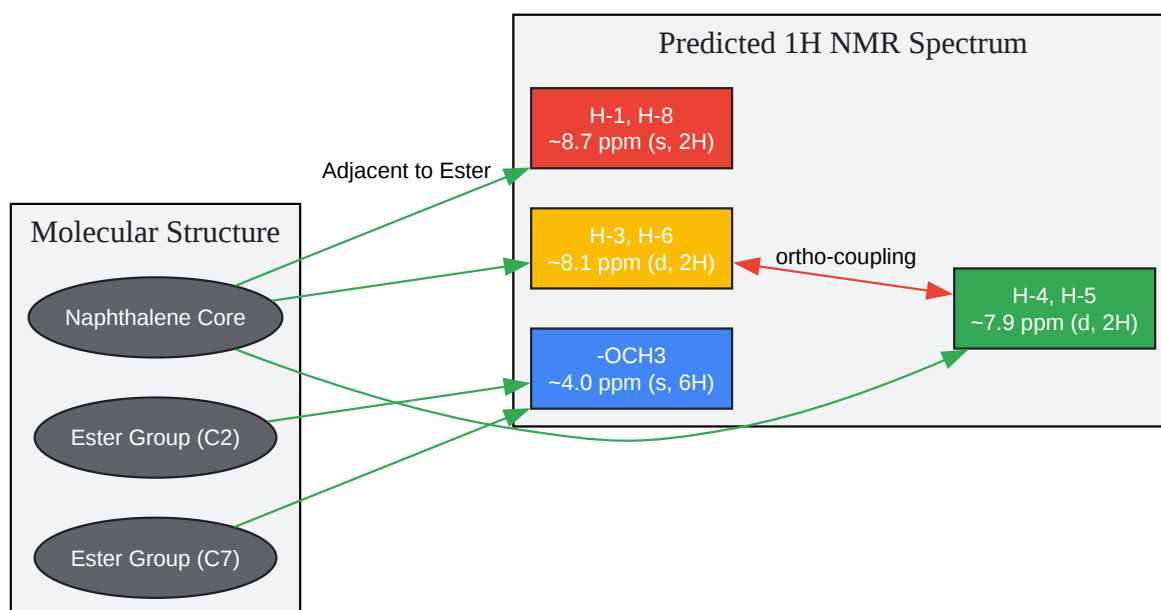 Predicted 1H NMR Spectrum
H-1, H-8
~8.7 ppm (s, 2H)
Adjacent to Ester
Molecular Structure
H-3, H-6
~8.1 ppm (d, 2H)
ortho-coupling
H-4, H-5
~7.9 ppm (d, 2H)
Naphthalene Core
-OCH3
~4.0 ppm (s, 6H)
Ester Group (C2)
Ester Group (C7)